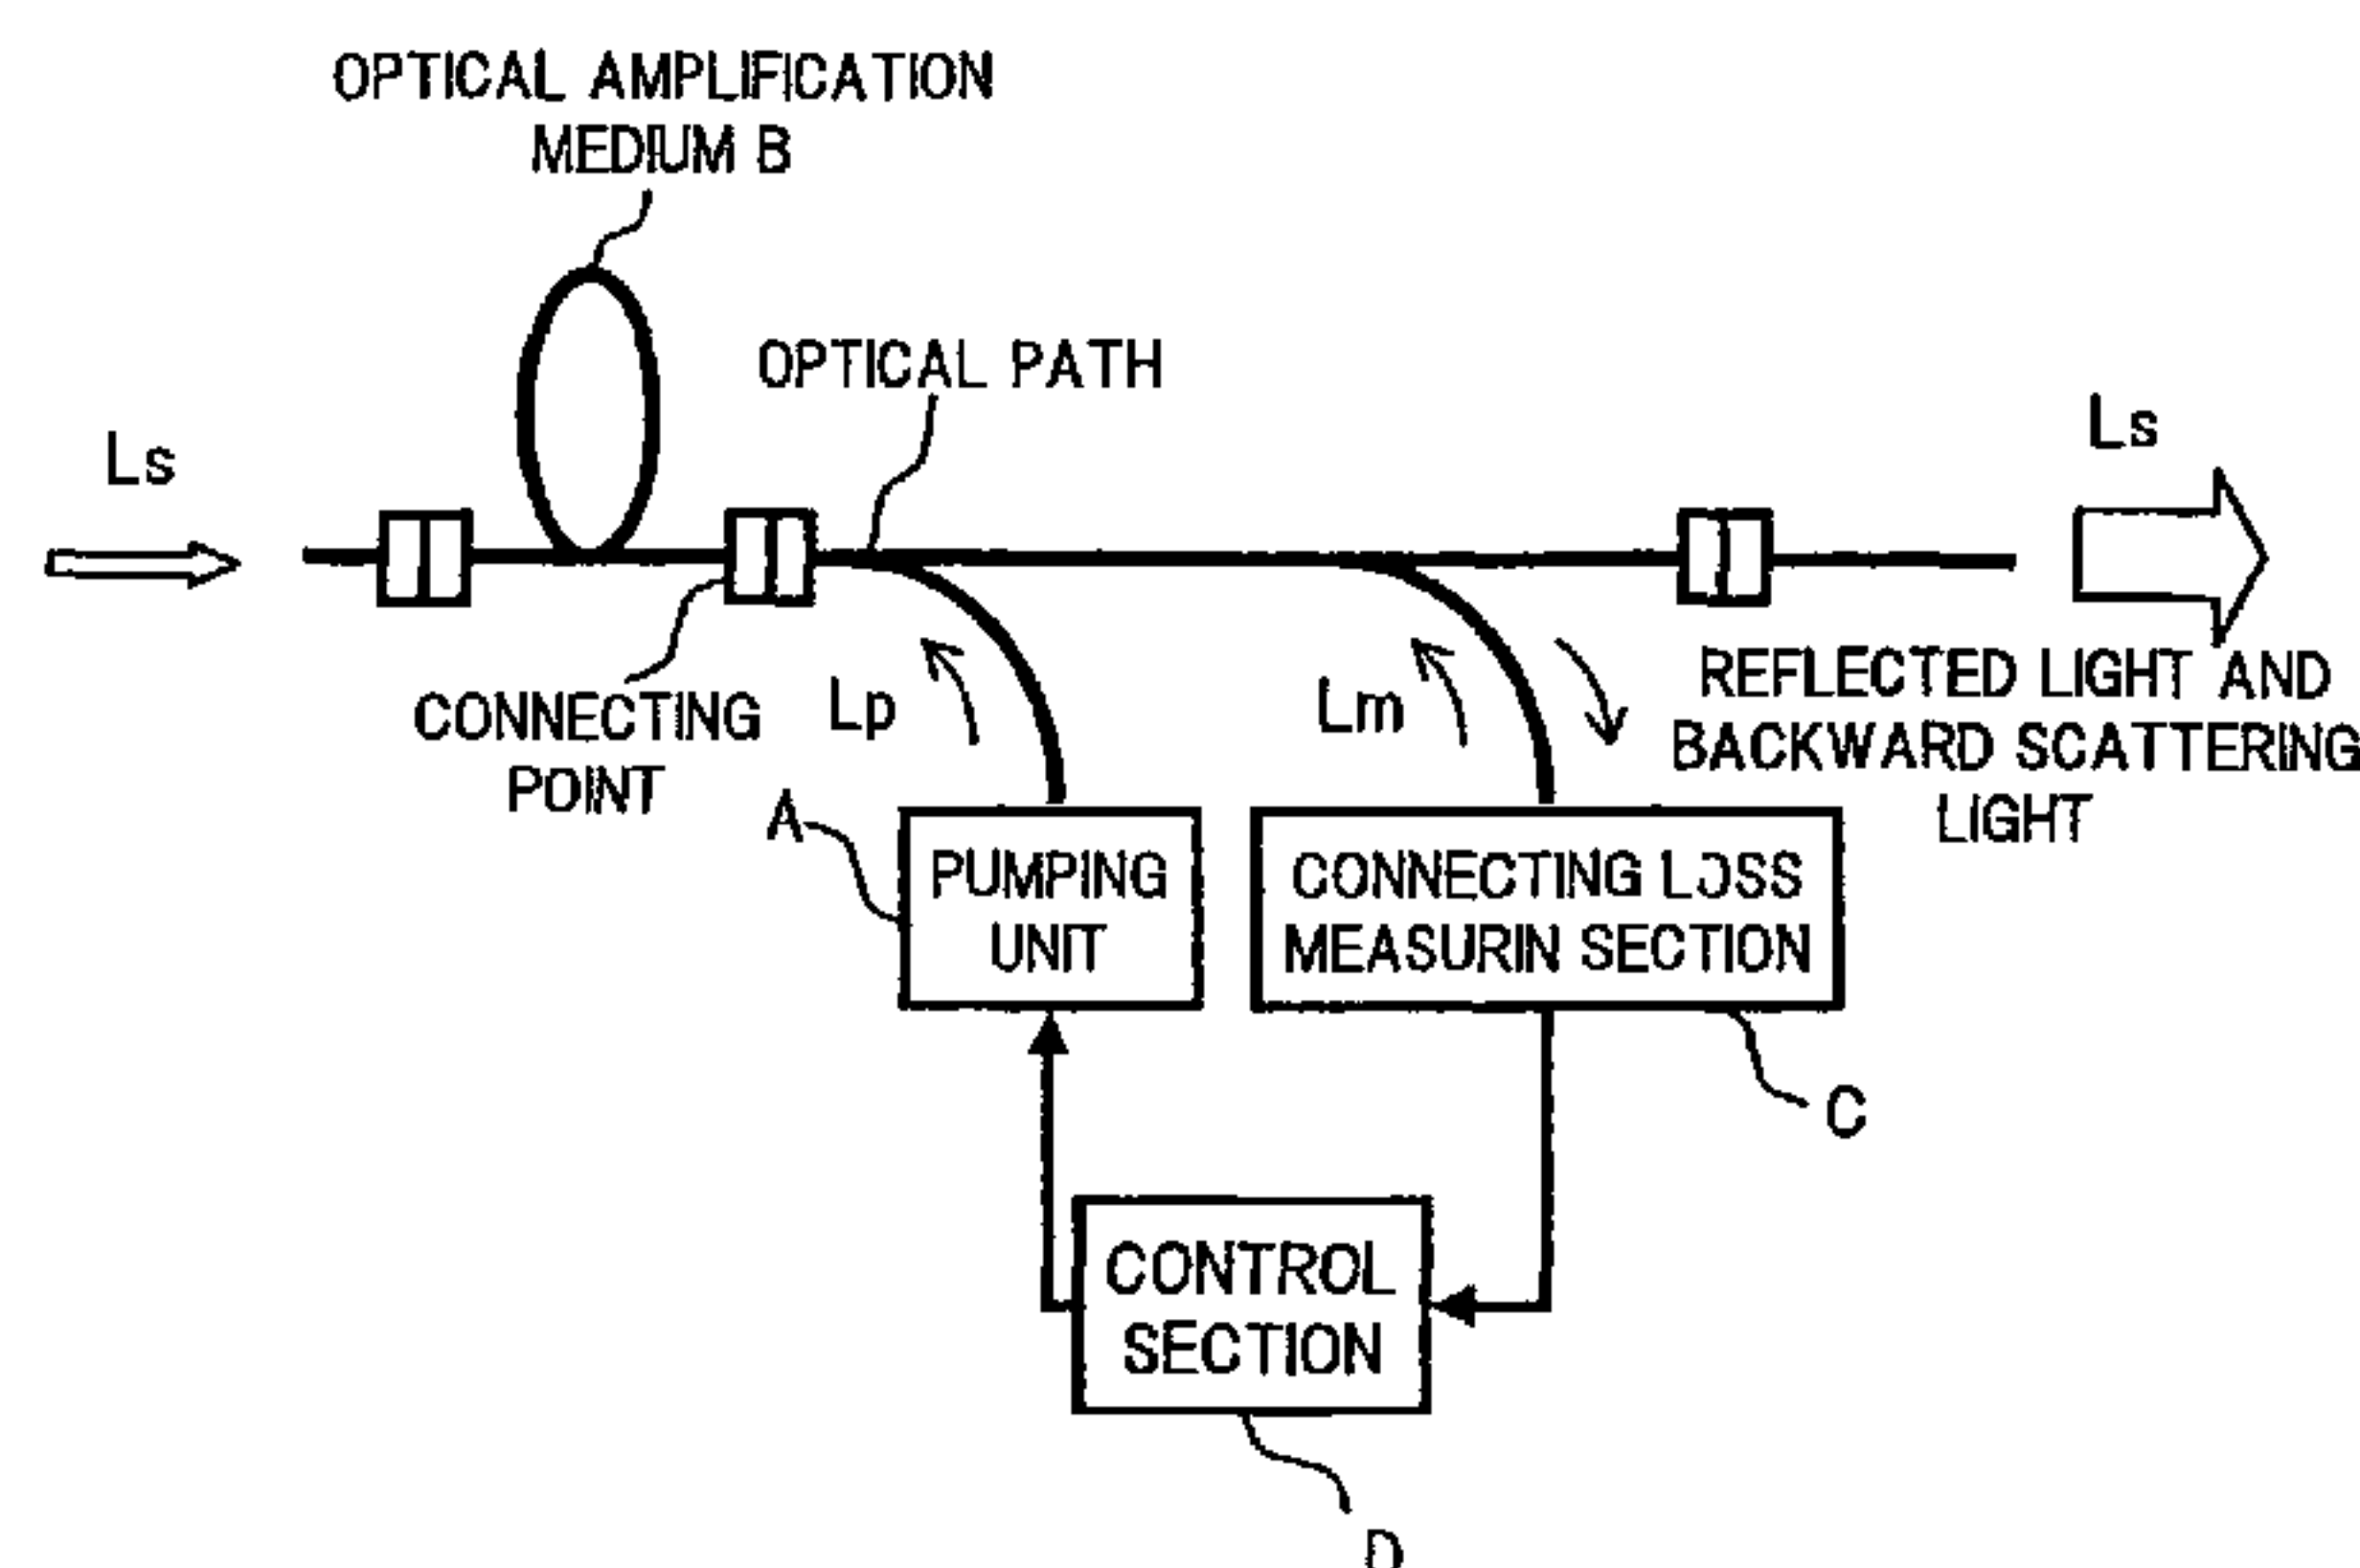 OPTICAL AMPLIFICATION
MEDIUM B
OPTICAL PATH
Ls
Ls
CONNECTING
POINT
Lp
Lm
REFLECTED LIGHT AND
BACKWARD SCATTERING
LIGHT
A
PUMPING
UNIT
CONNECTING LOSS
MEASURIN SECTION
C
CONTROL
SECTION
D